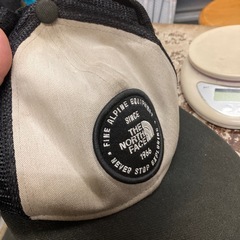 FINE ALPINE EQUIPMENT
SINCE
THE
NORTH
FACE
1966
NEVER STOP EXPLORING